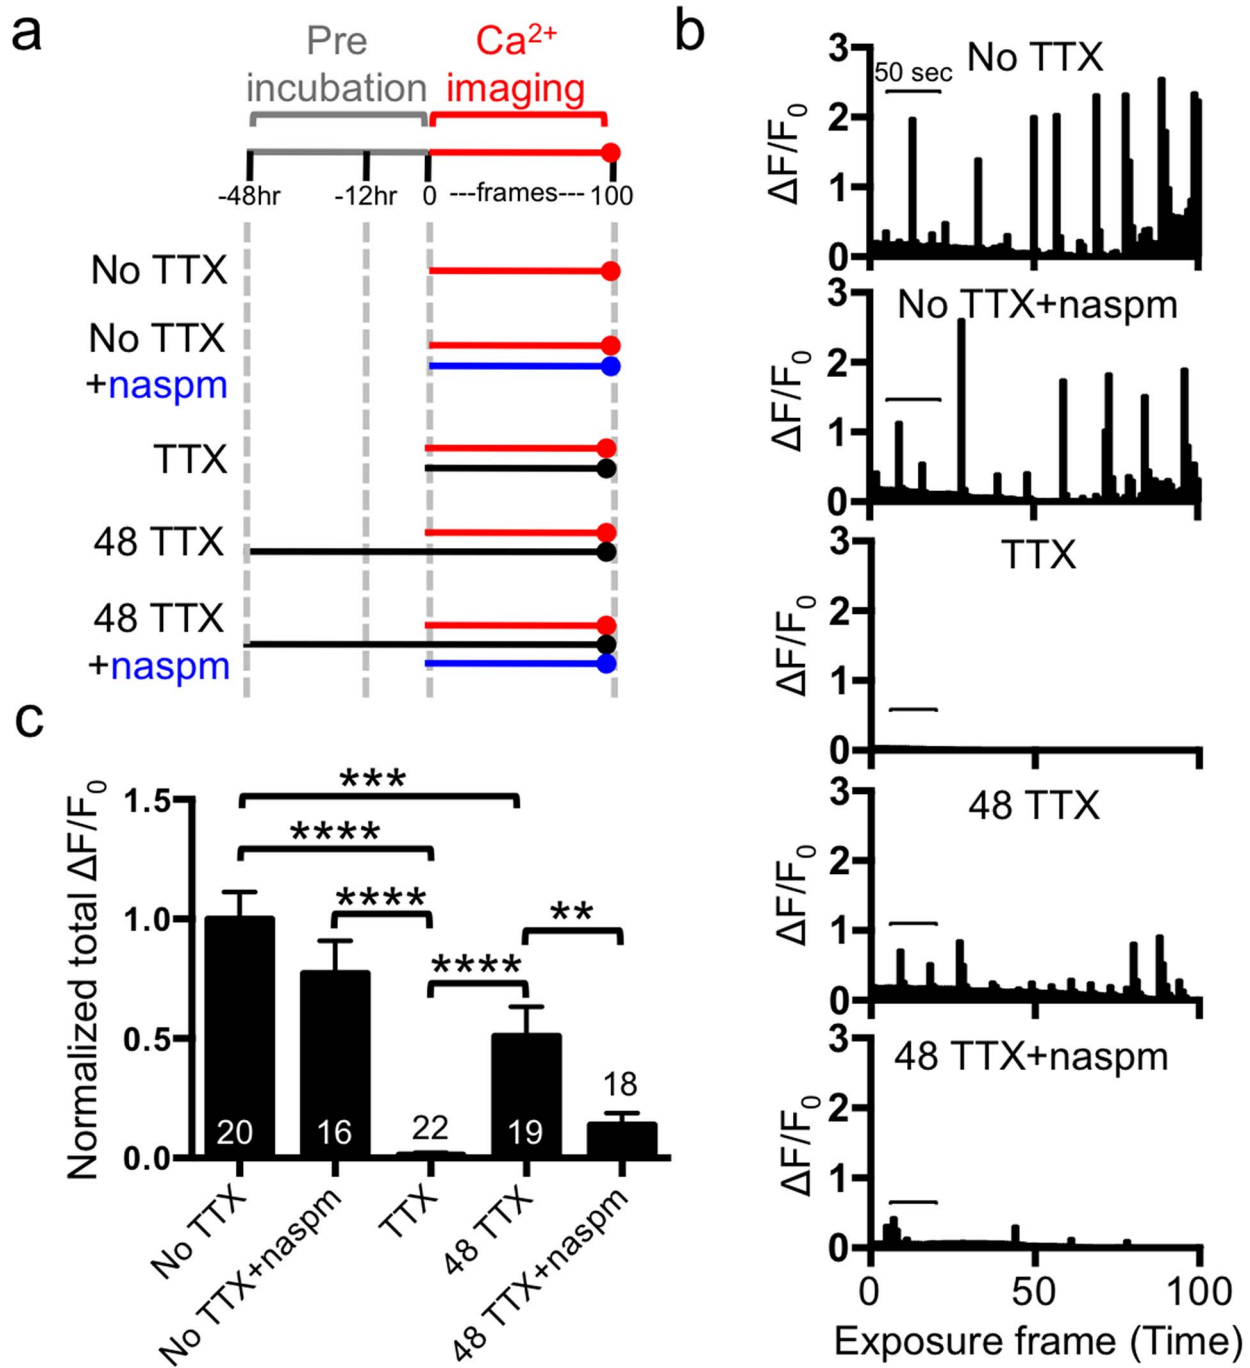 a
Pre
incubation
Ca²⁺
imaging
-48hr
-12hr
0
---frames---
100
No TTX
No TTX
+naspm
TTX
48 TTX
48 TTX
+naspm
b
3
2
1
0
ΔF/F₀
50 sec
No TTX
3
2
1
0
ΔF/F₀
No TTX+naspm
3
2
1
0
ΔF/F₀
TTX
3
2
1
0
ΔF/F₀
48 TTX
3
2
1
0
ΔF/F₀
48 TTX+naspm
0
50
100
Exposure frame (Time)
c
Normalized total ΔF/F₀
1.5
1.0
0.5
0.0
***
****
****
****
**
20
16
22
19
18
No TTX
No TTX+naspm
TTX
48 TTX
48 TTX+naspm